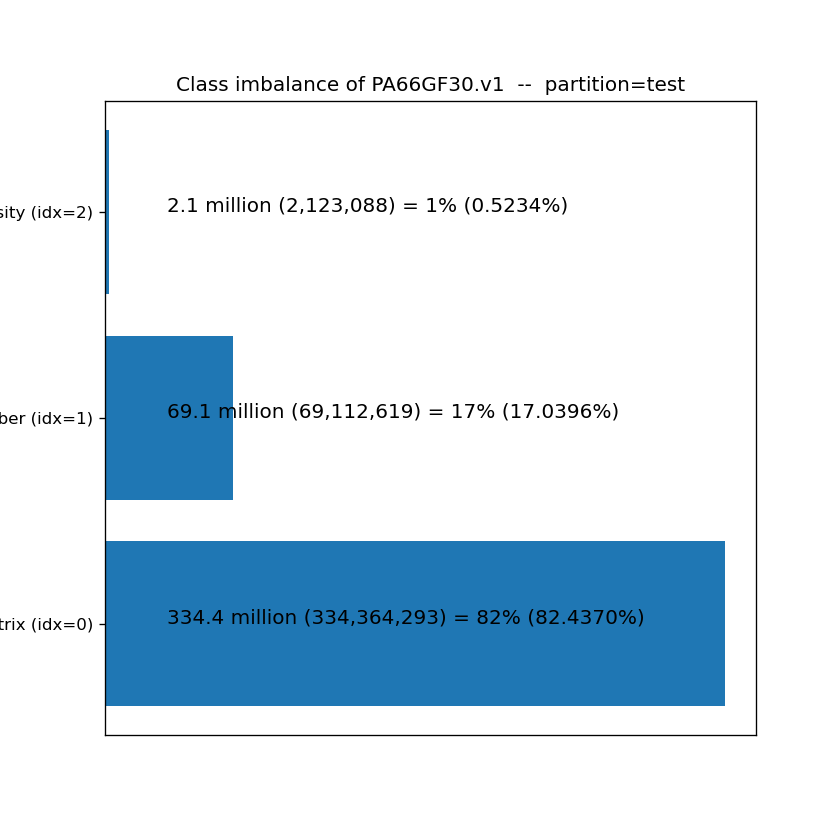 Class imbalance of PA66GF30.v1  --  partition=test
sity (idx=2)
2.1 million (2,123,088) = 1% (0.5234%)
ber (idx=1)
69.1 million (69,112,619) = 17% (17.0396%)
trix (idx=0)
334.4 million (334,364,293) = 82% (82.4370%)